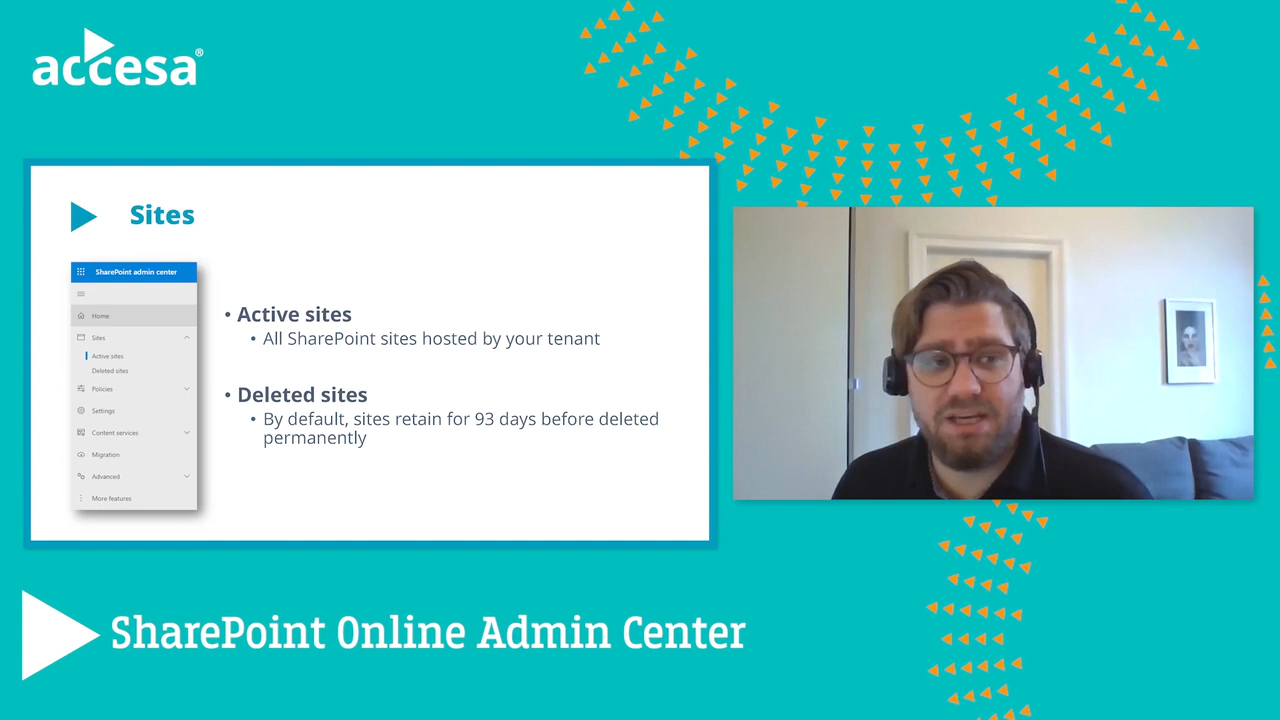 accesa®
Sites
SharePoint admin center
Home
Sites
Active sites
Deleted sites
Policies
Settings
Content services
Migration
Advanced
More features
• Active sites
• All SharePoint sites hosted by your tenant
• Deleted sites
• By default, sites retain for 93 days before deleted
permanently
SharePoint Online Admin Center